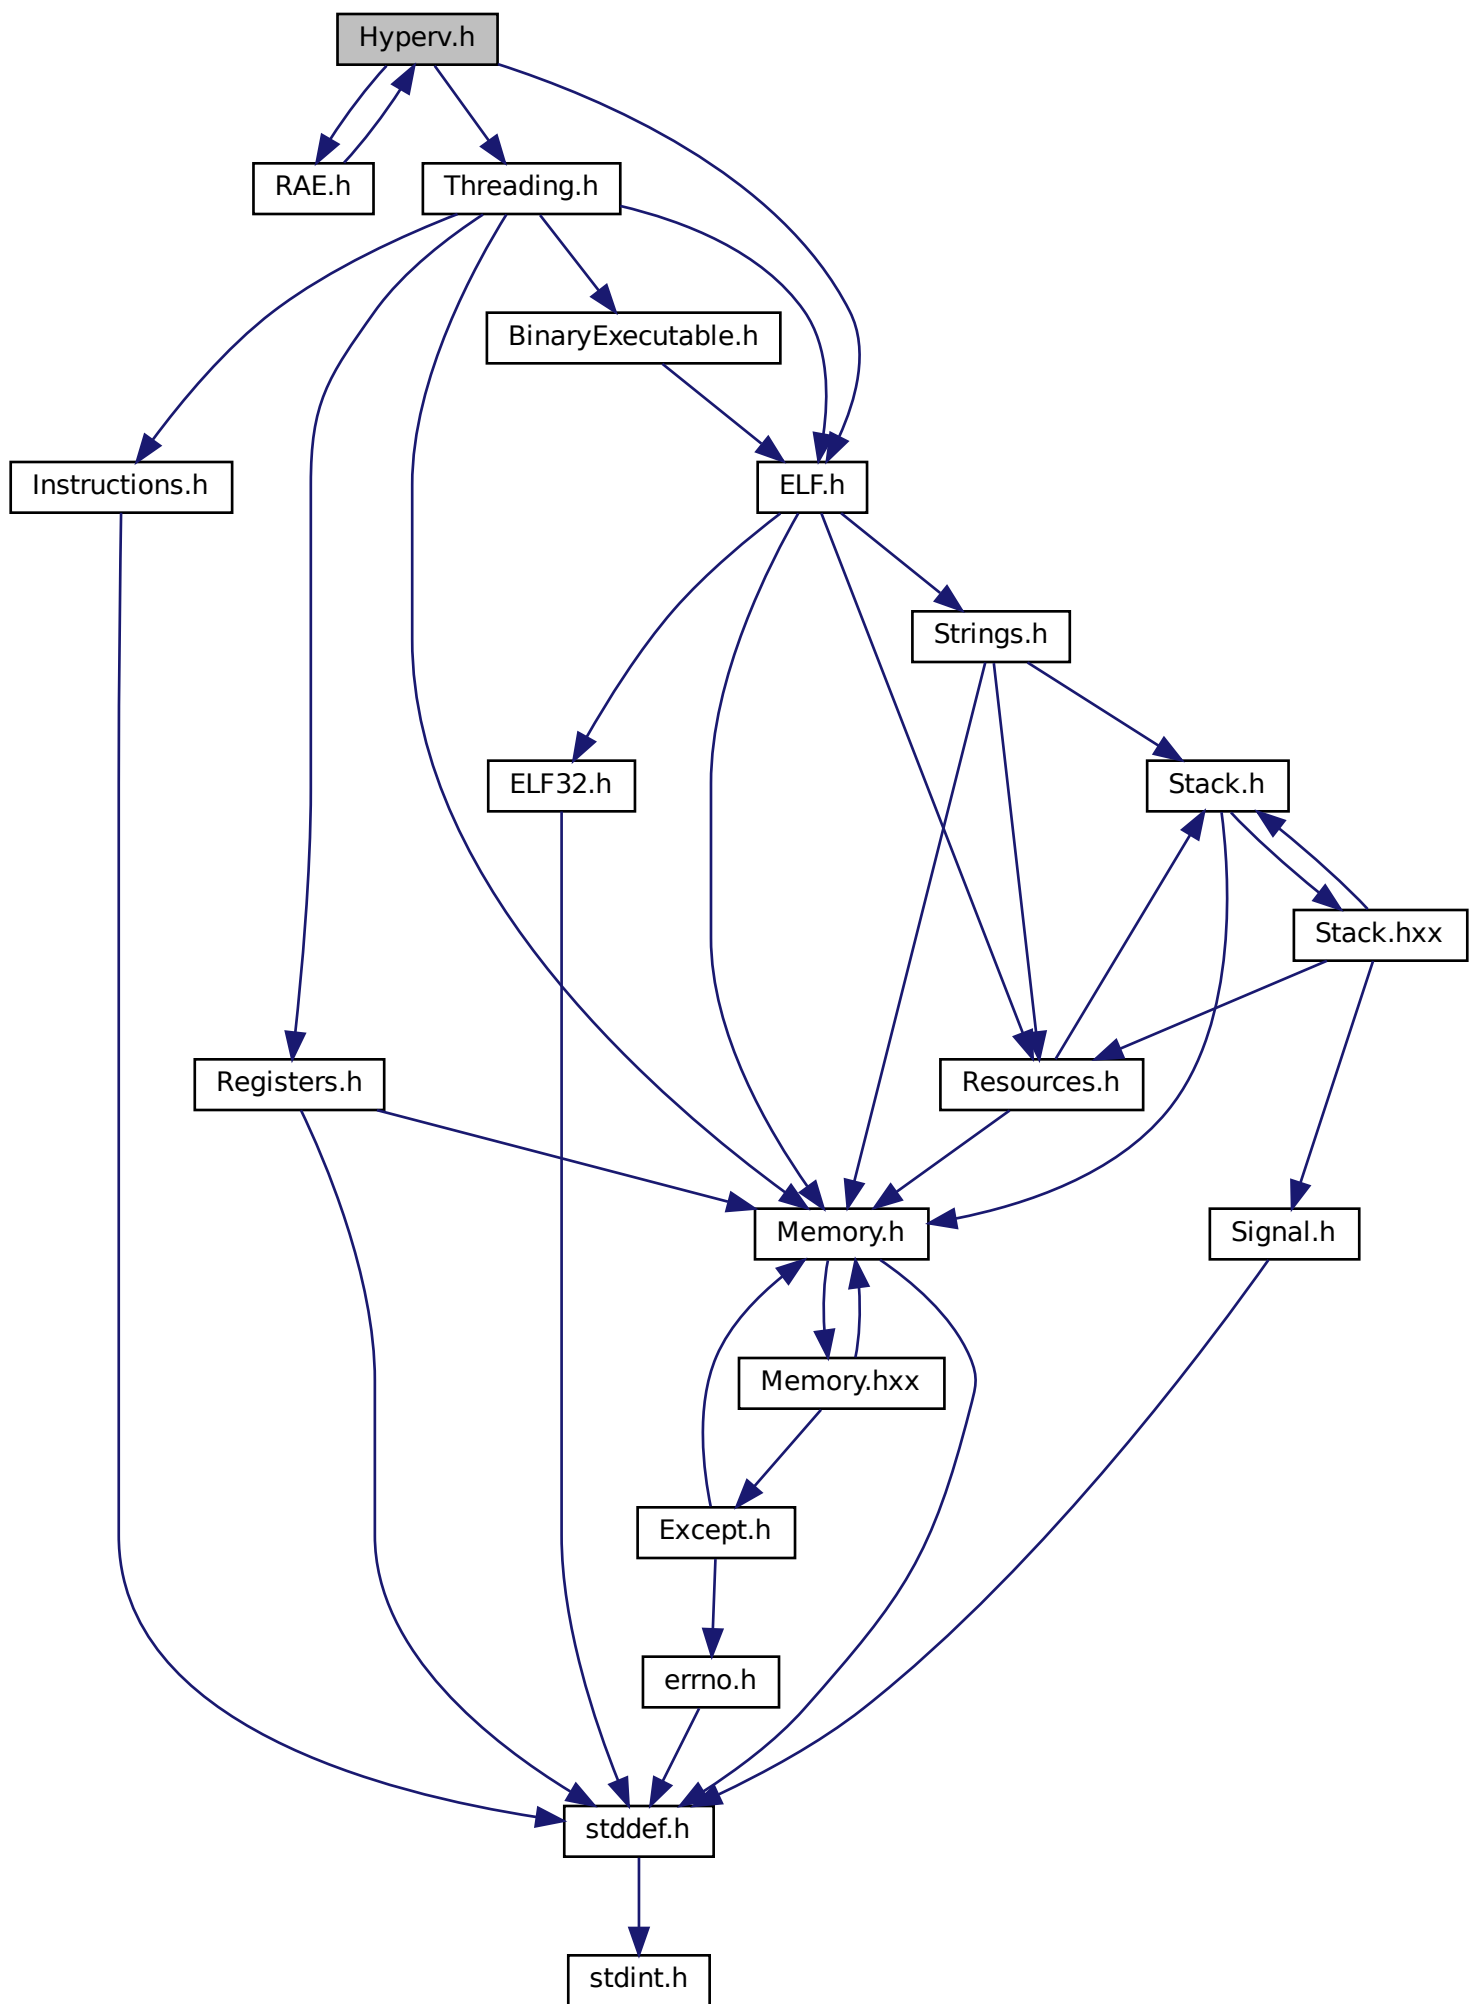 Hyperv.h
RAE.h
Threading.h
BinaryExecutable.h
Instructions.h
ELF.h
Strings.h
ELF32.h
Stack.h
Stack.hxx
Registers.h
Resources.h
Memory.h
Signal.h
Memory.hxx
Except.h
errno.h
stddef.h
stdint.h